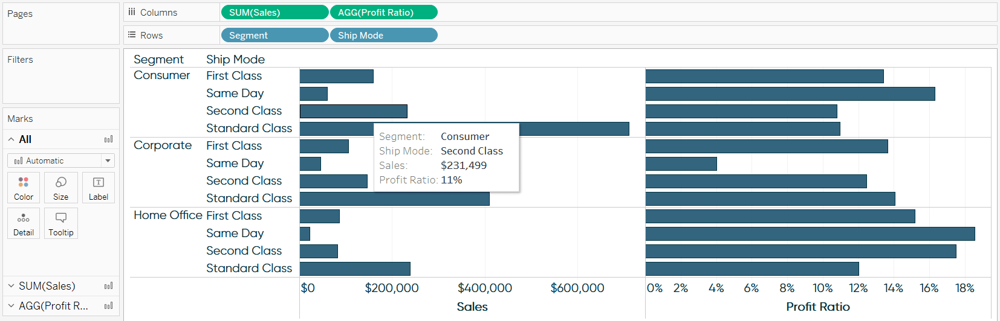 Pages
Columns
SUM(Sales)
AGG(Profit Ratio)
Rows
Segment
Ship Mode
Filters
Marks
All
Automatic
Color
Size
Label
Detail
Tooltip
SUM(Sales)
AGG(Profit R...
Segment Ship Mode
Consumer First Class
Same Day
Second Class
Standard Class
Corporate First Class
Same Day
Second Class
Standard Class
Home Office First Class
Same Day
Second Class
Standard Class
Segment: Consumer
Ship Mode: Second Class
Sales: $231,499
Profit Ratio: 11%
$0 $200,000 $400,000 $600,000
Sales
0% 2% 4% 6% 8% 10% 12% 14% 16% 18%
Profit Ratio